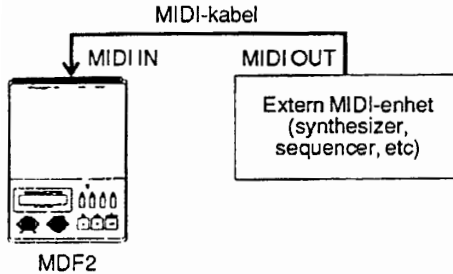 MIDI-kabel
MIDI IN
MIDI OUT
Extern MIDI-enhet
(synthesizer,
sequencer, etc)
MDF2